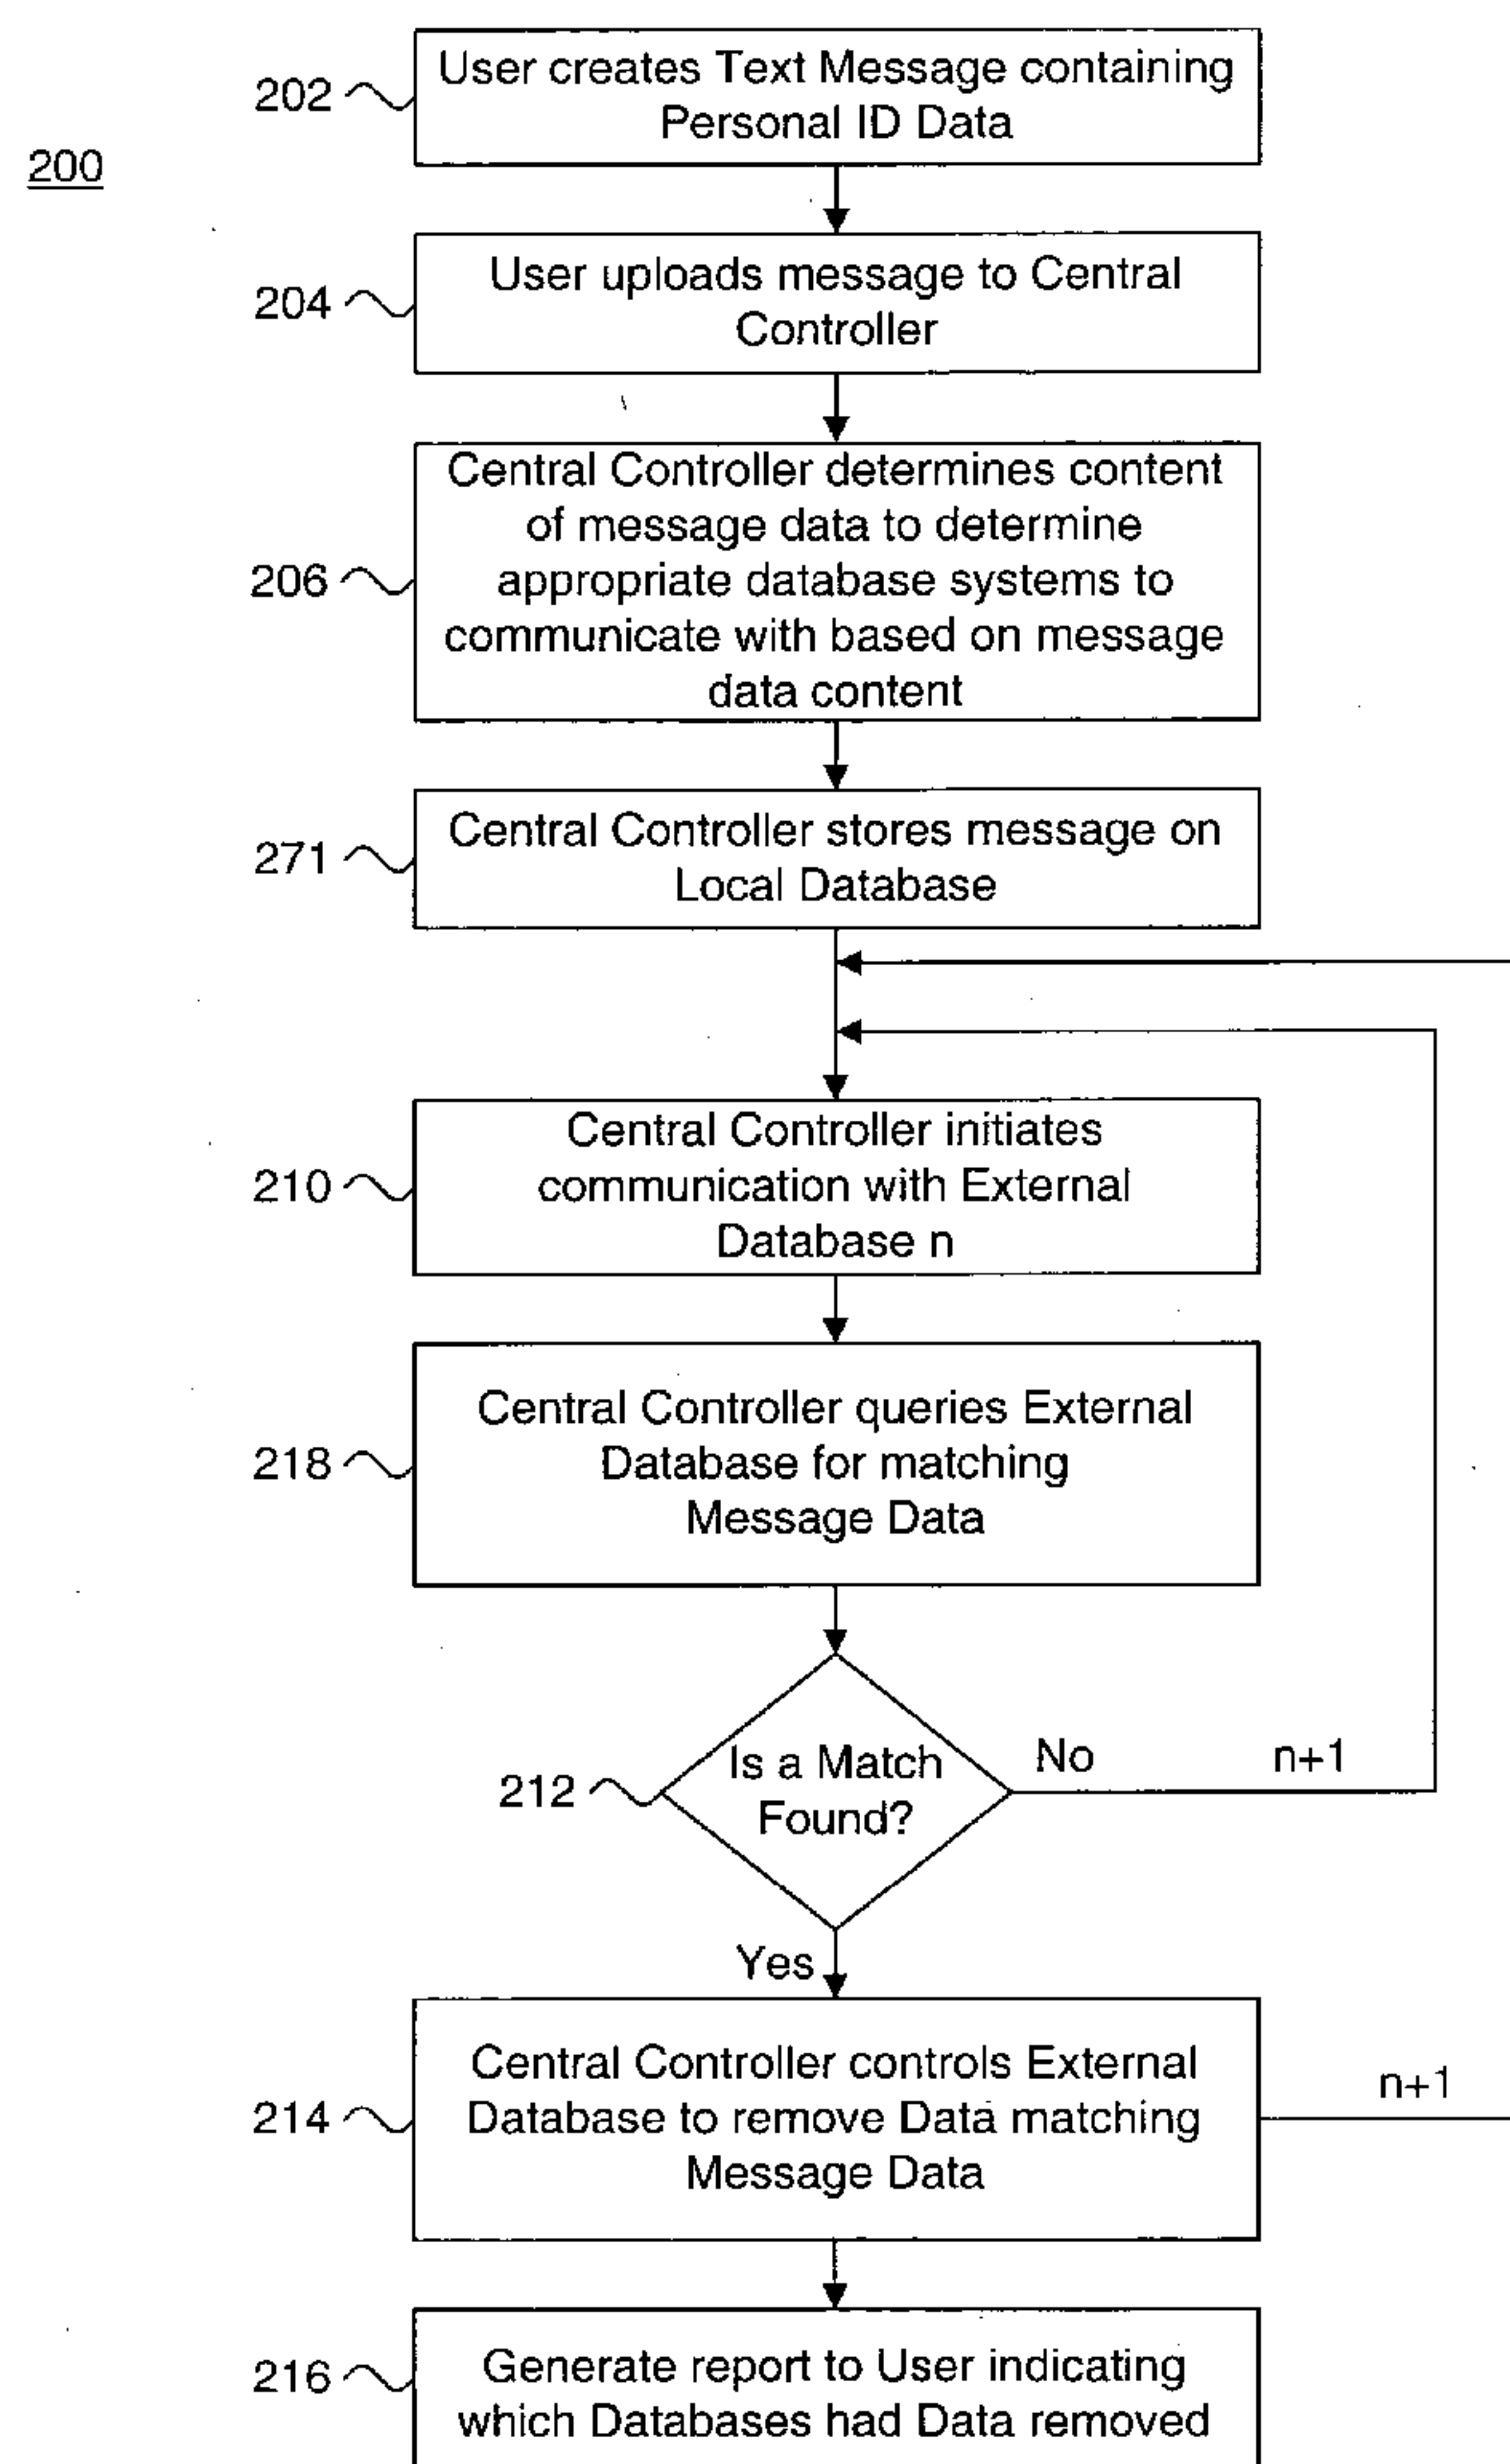 200
202
User creates Text Message containing
Personal ID Data
204
User uploads message to Central
Controller
206
Central Controller determines content
of message data to determine
appropriate database systems to
communicate with based on message
data content
271
Central Controller stores message on
Local Database
210
Central Controller initiates
communication with External
Database n
218
Central Controller queries External
Database for matching
Message Data
212
Is a Match
Found?
No
n+1
Yes
214
Central Controller controls External
Database to remove Data matching
Message Data
n+1
216
Generate report to User indicating
which Databases had Data removed